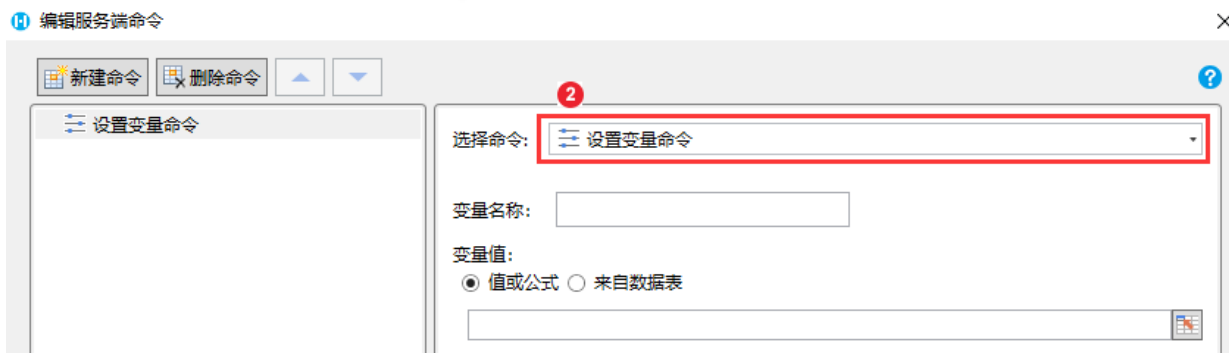 编辑服务端命令
新建命令 删除命令
2
设置变量命令
选择命令: 设置变量命令
变量名称:
变量值:
值或公式 来自数据表